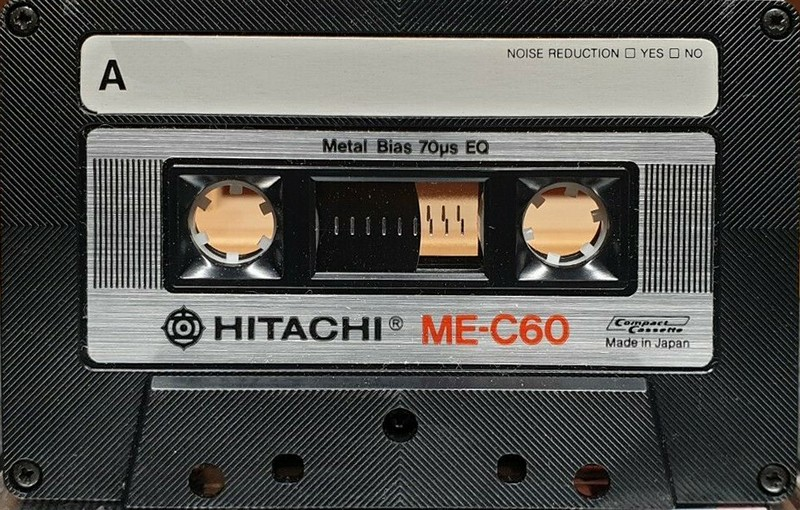 NOISE REDUCTION □ YES □ NO
A
Metal Bias 70µs EQ
HITACHI® ME-C60
Compact Cassette
Made in Japan